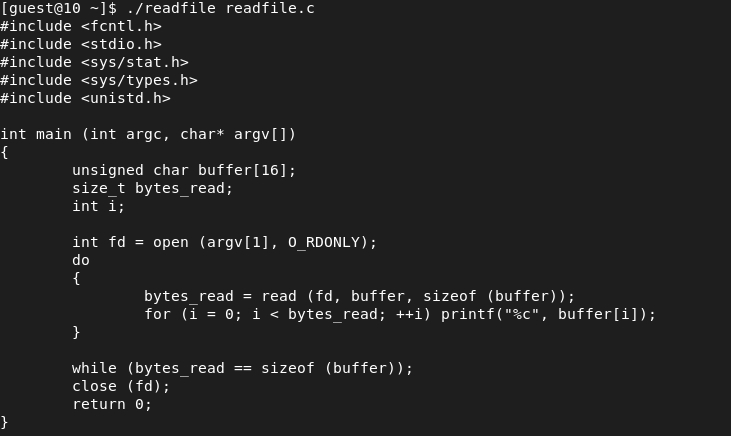 [guest@10 ~]$ ./readfile readfile.c
#include <fcntl.h>
#include <stdio.h>
#include <sys/stat.h>
#include <sys/types.h>
#include <unistd.h>

int main (int argc, char* argv[])
{
        unsigned char buffer[16];
        size_t bytes_read;
        int i;

        int fd = open (argv[1], O_RDONLY);
        do
        {
                bytes_read = read (fd, buffer, sizeof (buffer));
                for (i = 0; i < bytes_read; ++i) printf("%c", buffer[i]);
        }

        while (bytes_read == sizeof (buffer));
        close (fd);
        return 0;
}